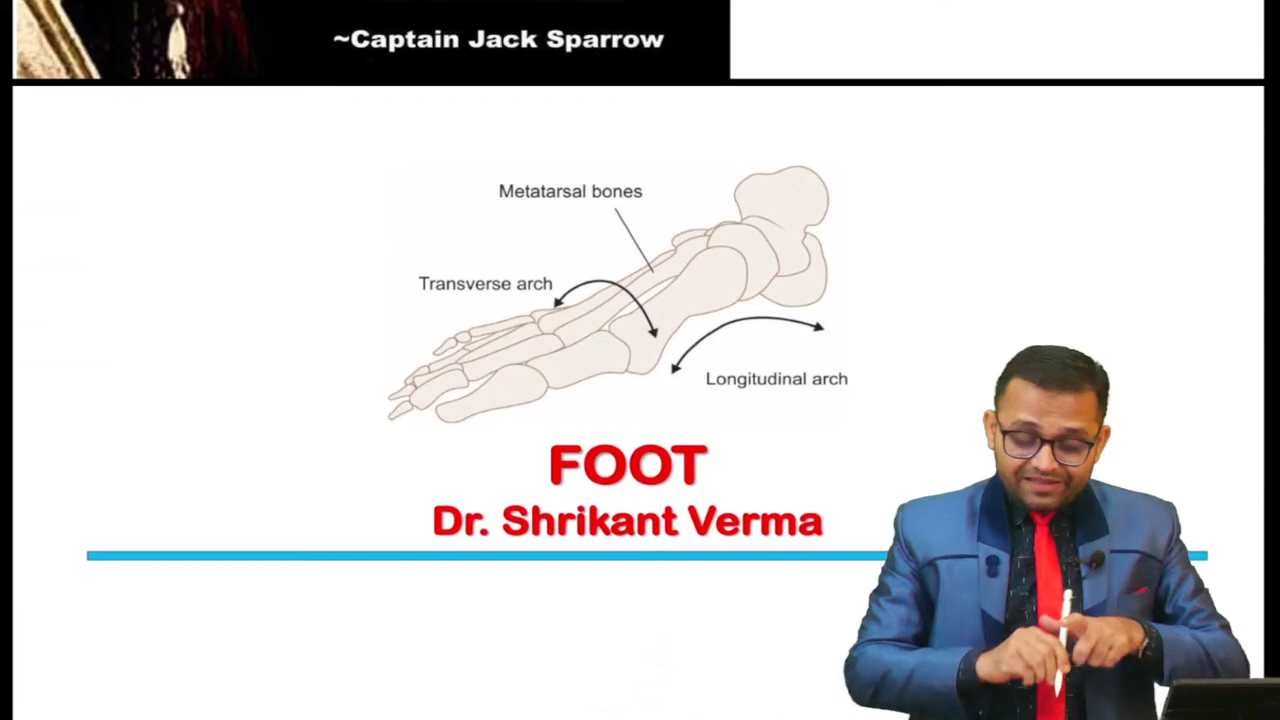 ~Captain Jack Sparrow
Metatarsal bones
Transverse arch
Longitudinal arch
FOOT
Dr. Shrikant Verma